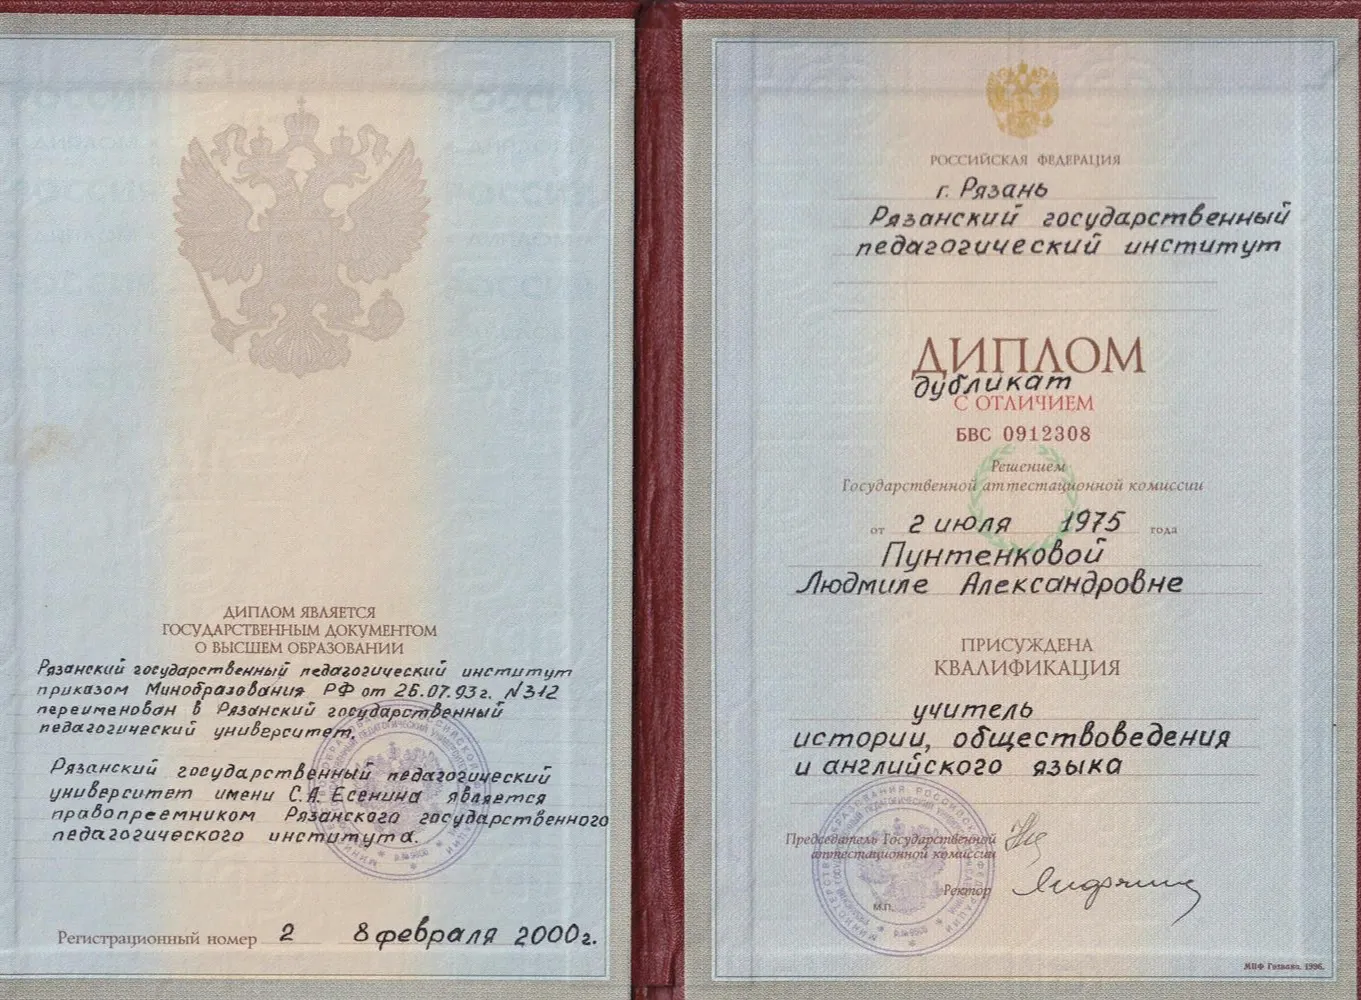 ДИПЛОМ ЯВЛЯЕТСЯ
ГОСУДАРСТВЕННЫМ ДОКУМЕНТОМ
О ВЫСШЕМ ОБРАЗОВАНИИ
Рязанский государственный педагогический институт
приказом Минобразования РФ от 26.07.93г. N312
переименован в Рязанский государственный
педагогический университет.
Рязанский государственный педагогический
университет имени С.А. Есенина является
правопреемником Рязанского государственного
педагогического института.
Регистрационный номер 2 8 февраля 2000г.
РОССИЙСКАЯ ФЕДЕРАЦИЯ
г. Рязань
Рязанский государственный
педагогический институт
ДИПЛОМ
дубликат
С ОТЛИЧИЕМ
БВС 0912308
Решением
Государственной аттестационной комиссии
от 2 июля 1975 года
Пунтенковой
Людмиле Александровне
ПРИСУЖДЕНА
КВАЛИФИКАЦИЯ
учитель
истории, обществоведения
и английского языка
Председатель Государственной
аттестационной комиссии
Ректор
М.П.
МПФ Гознака. 1996.